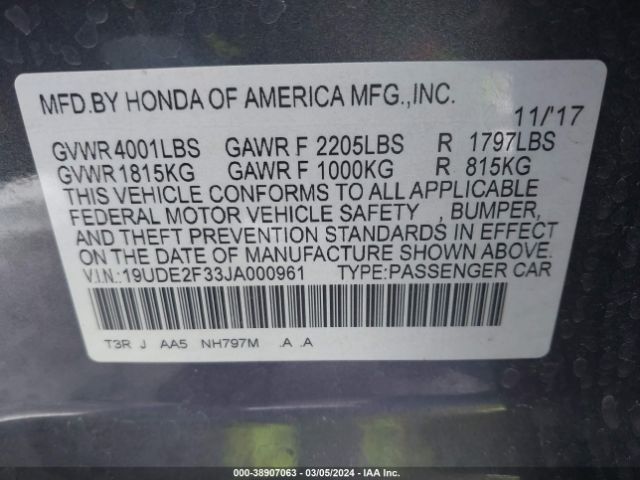 MFD.BY HONDA OF AMERICA MFG.,INC. 11/'17
GVWR 4001LBS GAWR F 2205LBS R 1797LBS
GVWR 1815KG GAWR F 1000KG R 815KG
THIS VEHICLE CONFORMS TO ALL APPLICABLE
FEDERAL MOTOR VEHICLE SAFETY , BUMPER,
AND THEFT PREVENTION STANDARDS IN EFFECT
ON THE DATE OF MANUFACTURE SHOWN ABOVE.
V.I.N.:19UDE2F33JA000961 TYPE:PASSENGER CAR
T3R J AA5 NH797M .A .A
000-38907063 — 03/05/2024 — IAA Inc.